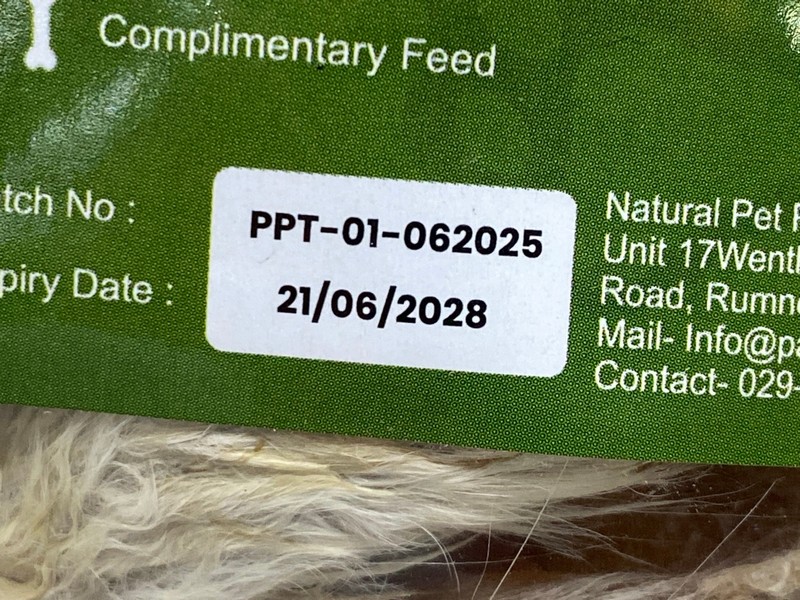 Complimentary Feed
tch No :
PPT-01-062025
piry Date :
21/06/2028
Natural Pet
Unit 17Wentl
Road, Rumn
Mail- Info@pa
Contact- 029-